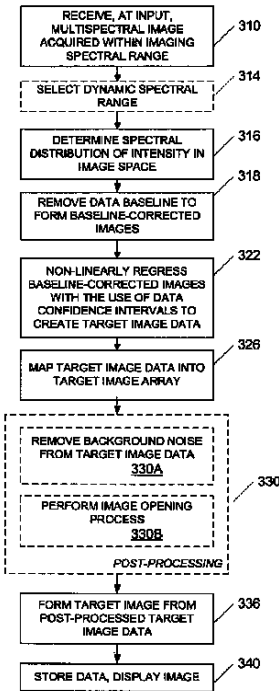 RECEIVE, AT INPUT,
MULTISPECTRAL IMAGE
ACQUIRED WITHIN IMAGING
SPECTRAL RANGE
310
SELECT DYNAMIC SPECTRAL
RANGE
314
DETERMINE SPECTRAL
DISTRIBUTION OF INTENSITY IN
IMAGE SPACE
316
REMOVE DATA BASELINE TO
FORM BASELINE-CORRECTED
IMAGES
318
NON-LINEARLY REGRESS
BASELINE-CORRECTED IMAGES
WITH THE USE OF DATA
CONFIDENCE INTERVALS TO
CREATE TARGET IMAGE DATA
322
MAP TARGET IMAGE DATA INTO
TARGET IMAGE ARRAY
326
REMOVE BACKGROUND NOISE
FROM TARGET IMAGE DATA
330A
PERFORM IMAGE OPENING
PROCESS
330B
POST-PROCESSING
330
FORM TARGET IMAGE FROM
POST-PROCESSED TARGET
IMAGE DATA
336
STORE DATA, DISPLAY IMAGE
340